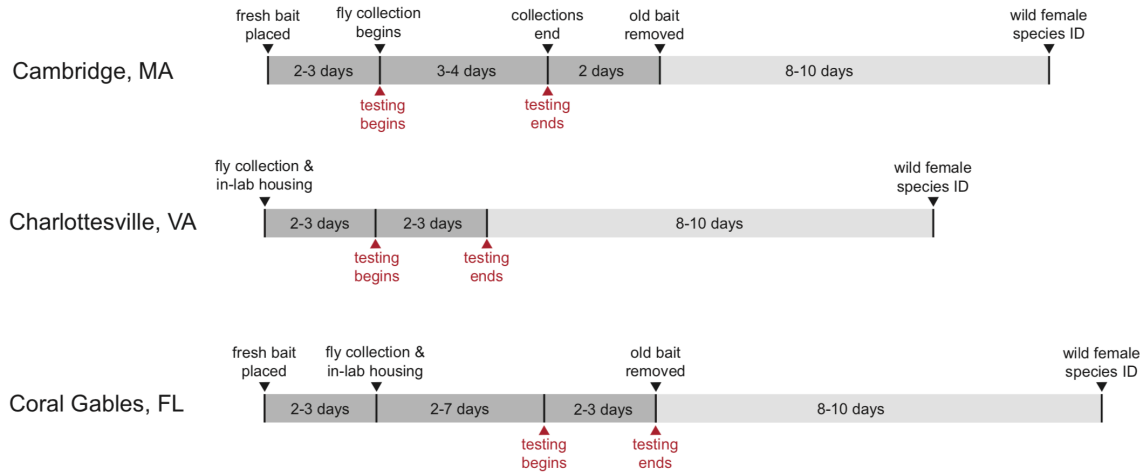 fresh bait
placed
fly collection
begins
collections
end
old bait
removed
wild female
species ID
Cambridge, MA
2-3 days
3-4 days
2 days
8-10 days
testing
begins
testing
ends
fly collection &
in-lab housing
wild female
species ID
Charlottesville, VA
2-3 days
2-3 days
8-10 days
testing
begins
testing
ends
fresh bait
placed
fly collection &
in-lab housing
old bait
removed
wild female
species ID
Coral Gables, FL
2-3 days
2-7 days
2-3 days
8-10 days
testing
begins
testing
ends